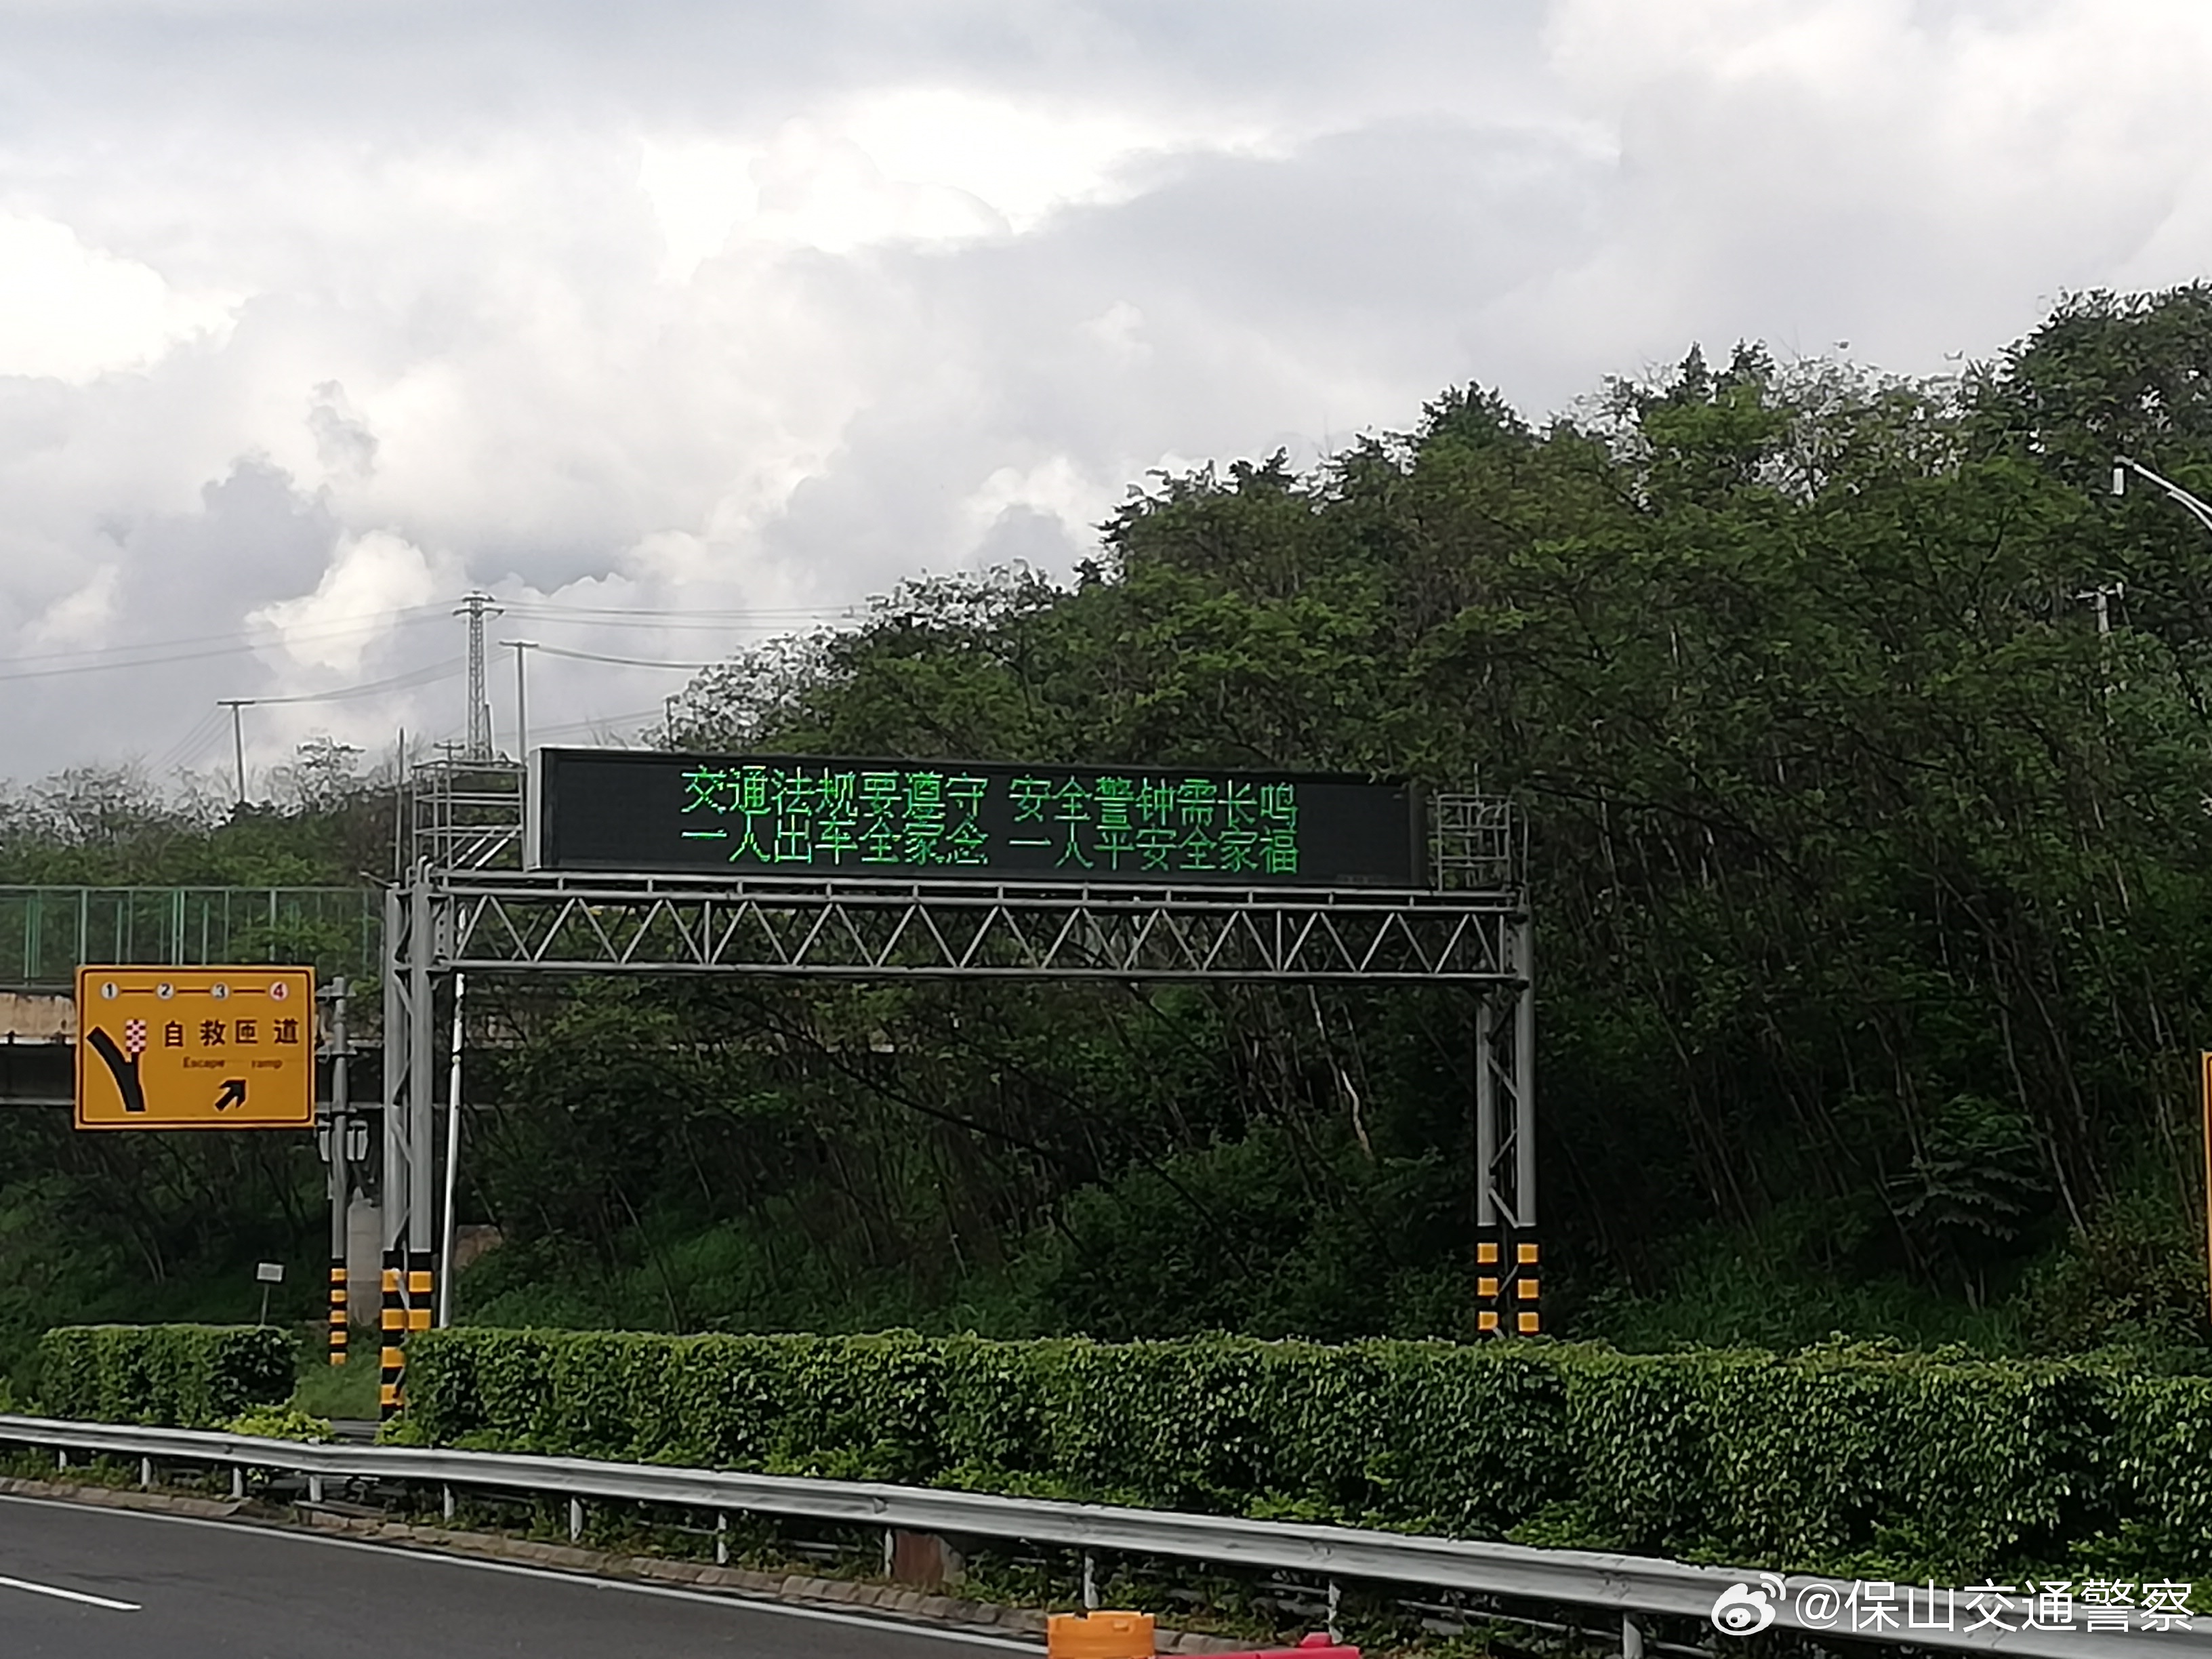 交通法规要遵守 安全警钟需长鸣
一人出车全家念 一人平安全家福
1 2 3 4
自救匝道
Escape ramp
@保山交通警察